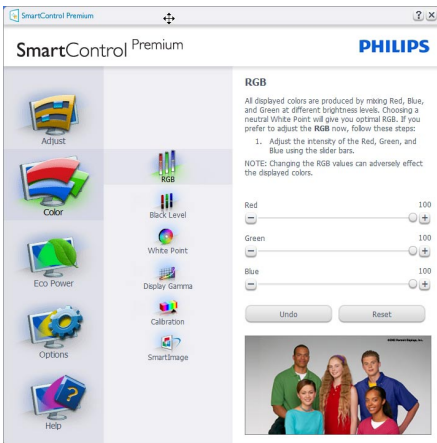 SmartControl Premium
?
SmartControl Premium
PHILIPS
Adjust
Color
Eco Power
Options
Help
RGB
Black Level
White Point
Display Gamma
Calibration
SmartImage
RGB
All displayed colors are produced by mixing Red, Blue,
and Green at different brightness levels. Choosing a
neutral White Point will give you optimal RGB. If you
prefer to adjust the RGB now, follow these steps:
1. Adjust the intensity of the Red, Green, and
Blue using the slider bars.
NOTE: Changing the RGB values can adversely effect
the displayed colors.
Red 100
Green 100
Blue 100
Undo Reset